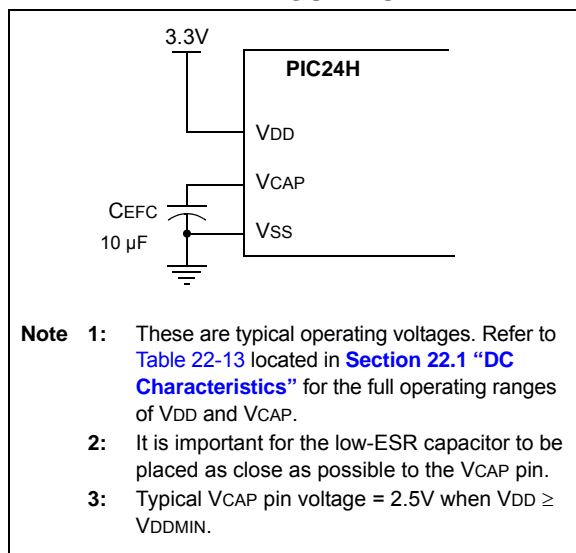 3.3V
PIC24H
VDD
VCAP
CEFC
10 µF
VSS
Note 1: These are typical operating voltages. Refer to
Table 22-13 located in Section 22.1 “DC
Characteristics” for the full operating ranges
of VDD and VCAP.
2: It is important for the low-ESR capacitor to be
placed as close as possible to the VCAP pin.
3: Typical VCAP pin voltage = 2.5V when VDD ≥
VDDMIN.